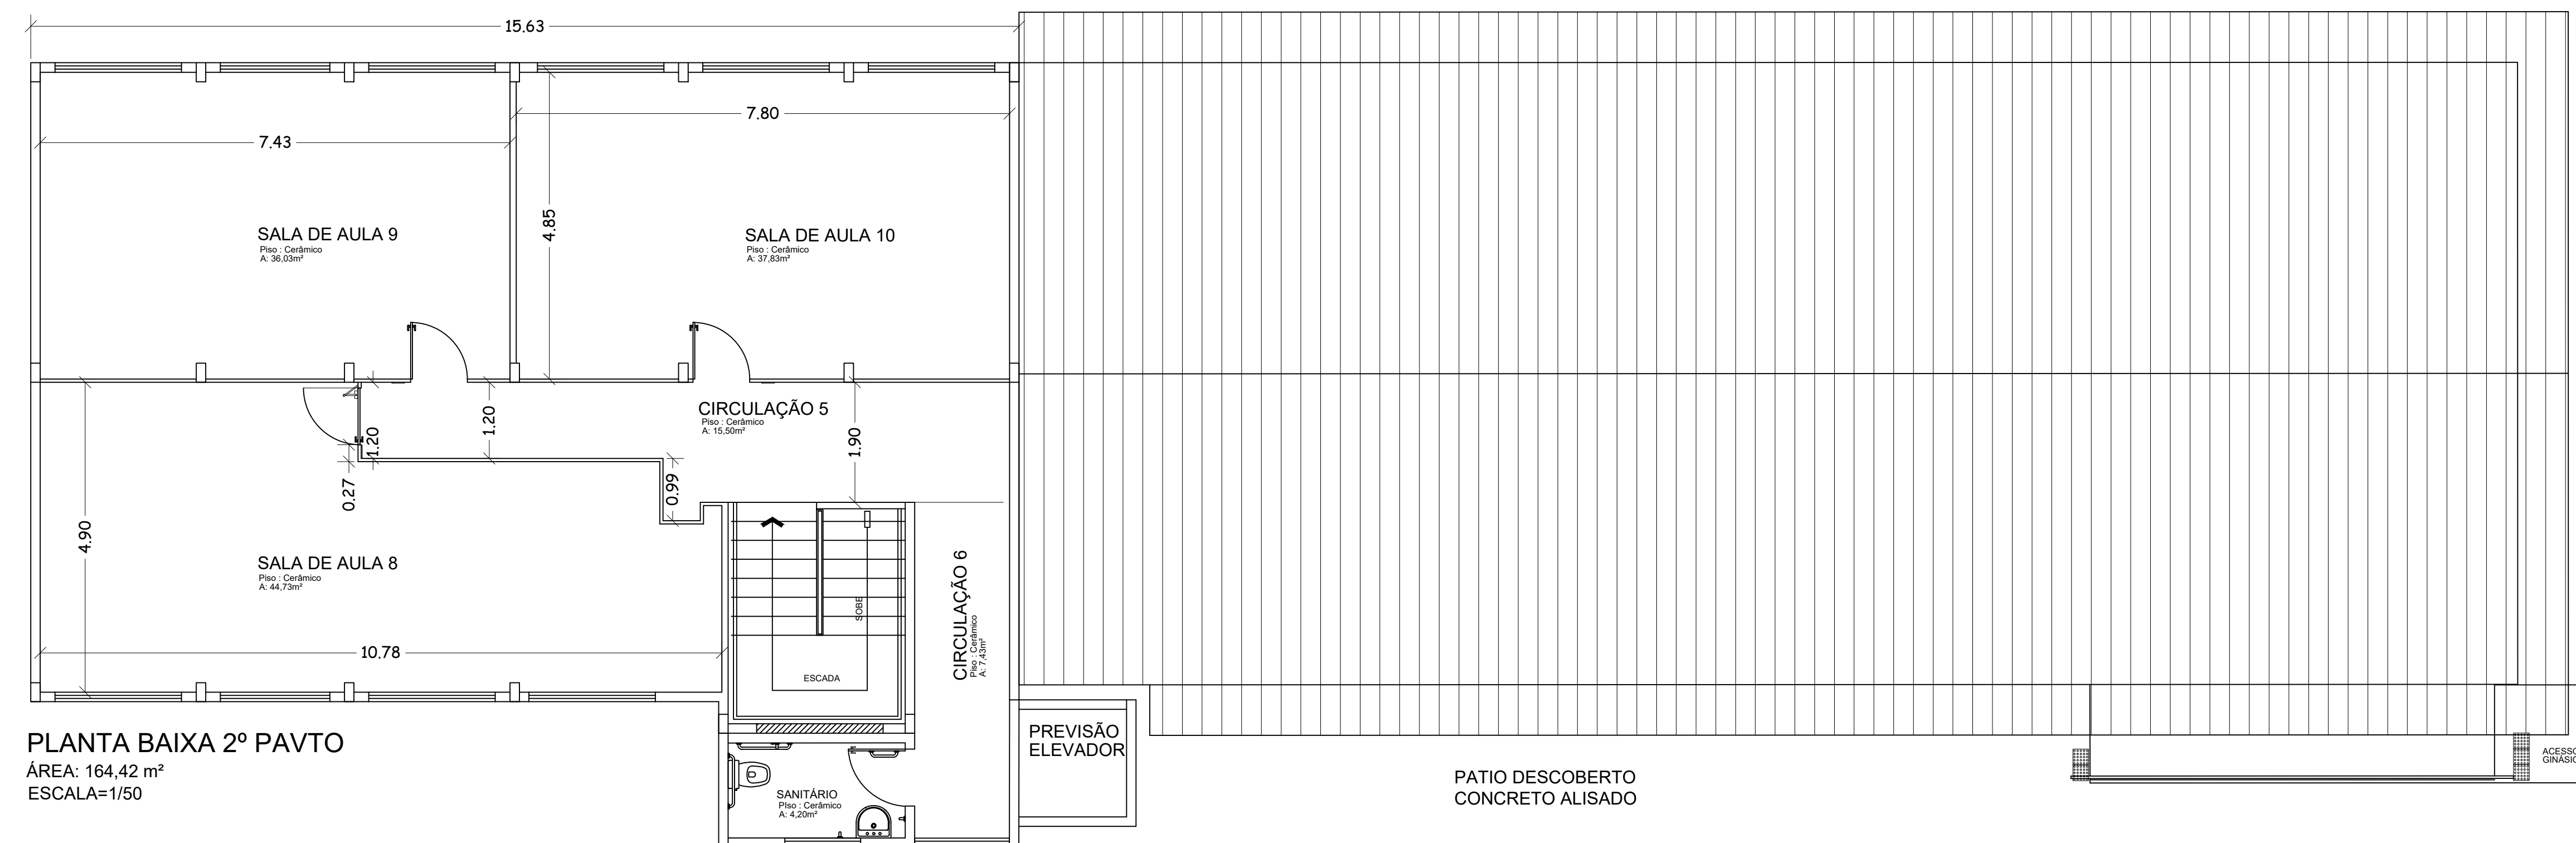 15.63
7.80
7.43
4.85
SALA DE AULA 9
Piso : Cerâmico
A: 36,03m²
SALA DE AULA 10
Piso : Cerâmico
A: 37,83m²
CIRCULAÇÃO 5
Piso : Cerâmico
A: 15,50m²
1.20
1.20
1.90
0.27
0.99
4.90
SALA DE AULA 8
Piso : Cerâmico
A: 44,73m²
SOBE
CIRCULAÇÃO 6
Piso : Cerâmico
A: 7,43m²
10.78
ESCADA
PLANTA BAIXA 2º PAVTO
ÁREA: 164,42 m²
ESCALA=1/50
PREVISÃO
ELEVADOR
SANITÁRIO
PIso : Cerâmico
A: 4,20m²
PATIO DESCOBERTO
CONCRETO ALISADO
ACESSO
GINÁSIO